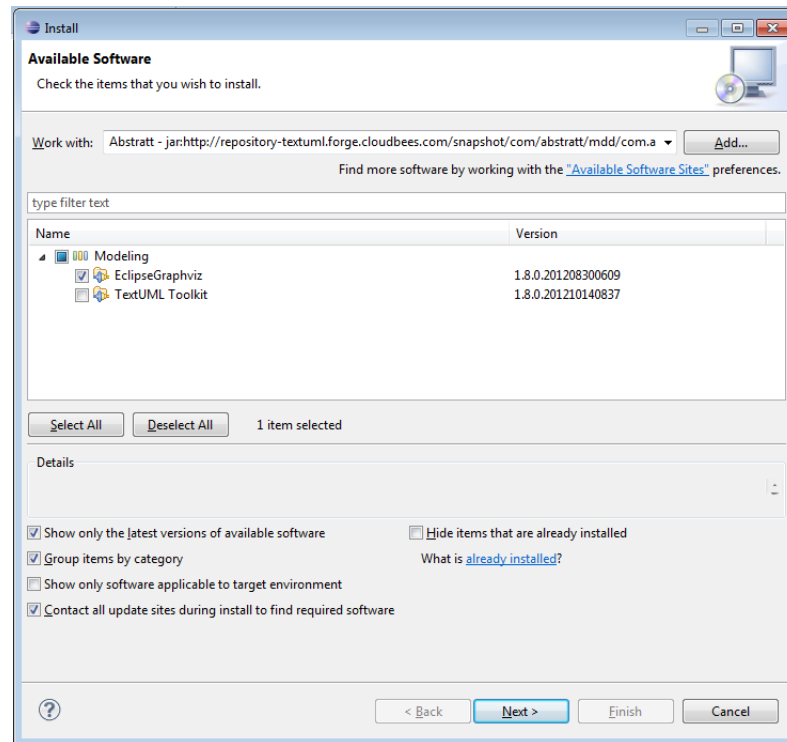 Install
Available Software
Check the items that you wish to install.
Work with: Abstratt - jar:http://repository-textuml.forge.cloudbees.com/snapshot/com/abstratt/mdd/com.a Add...
Find more software by working with the "Available Software Sites" preferences.
type filter text
Name Version
Modeling
EclipseGraphviz 1.8.0.201208300609
TextUML Toolkit 1.8.0.201210140837
Select All Deselect All 1 item selected
Details
Show only the latest versions of available software Hide items that are already installed
Group items by category What is already installed?
Show only software applicable to target environment
Contact all update sites during install to find required software
? < Back Next > Finish Cancel